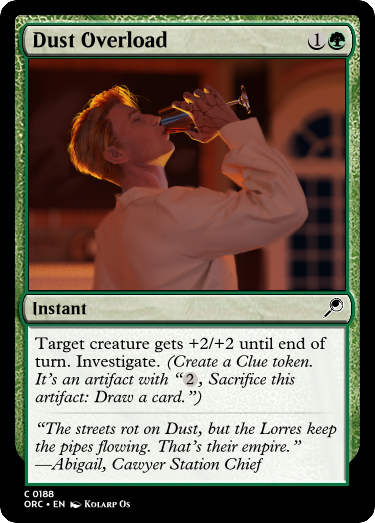 Dust Overload 1
Instant
Target creature gets +2/+2 until end of
turn. Investigate. (Create a Clue token.
It's an artifact with “2, Sacrifice this
artifact: Draw a card.”)
“The streets rot on Dust, but the Lorres keep
the pipes flowing. That's their empire.”
—Abigail, Cawyer Station Chief
C 0188
ORC • EN Kolarp Os